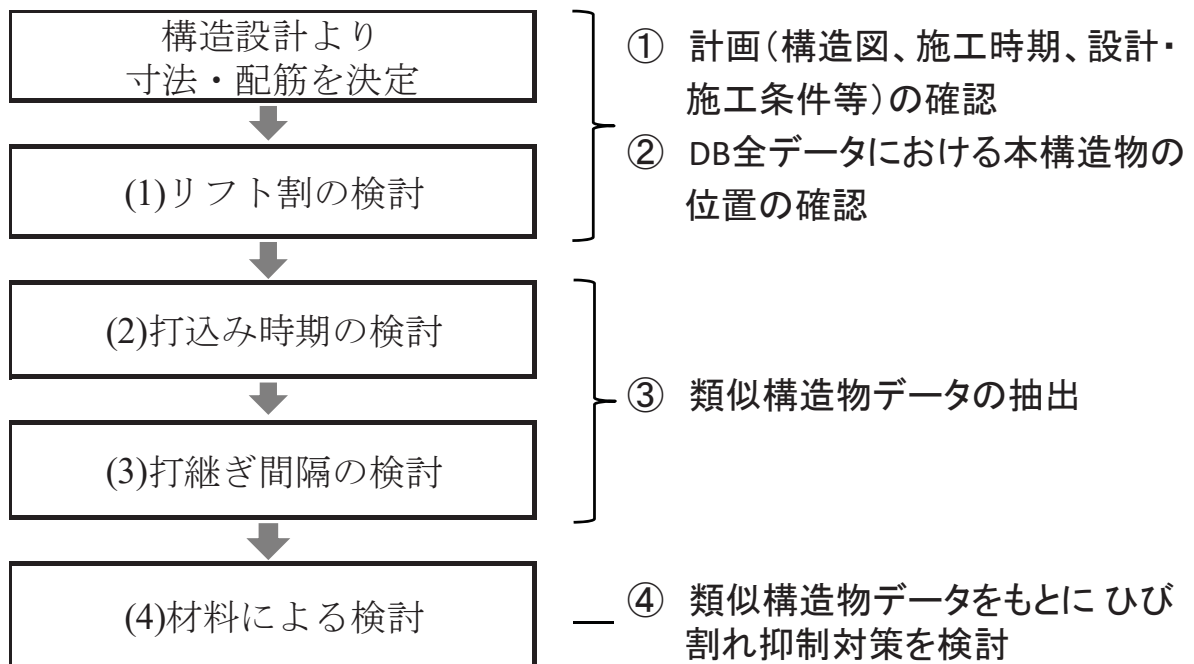 構造設計より
寸法・配筋を決定
(1)リフト割の検討
(2)打込み時期の検討
(3)打継ぎ間隔の検討
(4)材料による検討
① 計画(構造図、施工時期、設計・
施工条件等)の確認
② DB全データにおける本構造物の
位置の確認
③ 類似構造物データの抽出
④ 類似構造物データをもとに ひび
割れ抑制対策を検討